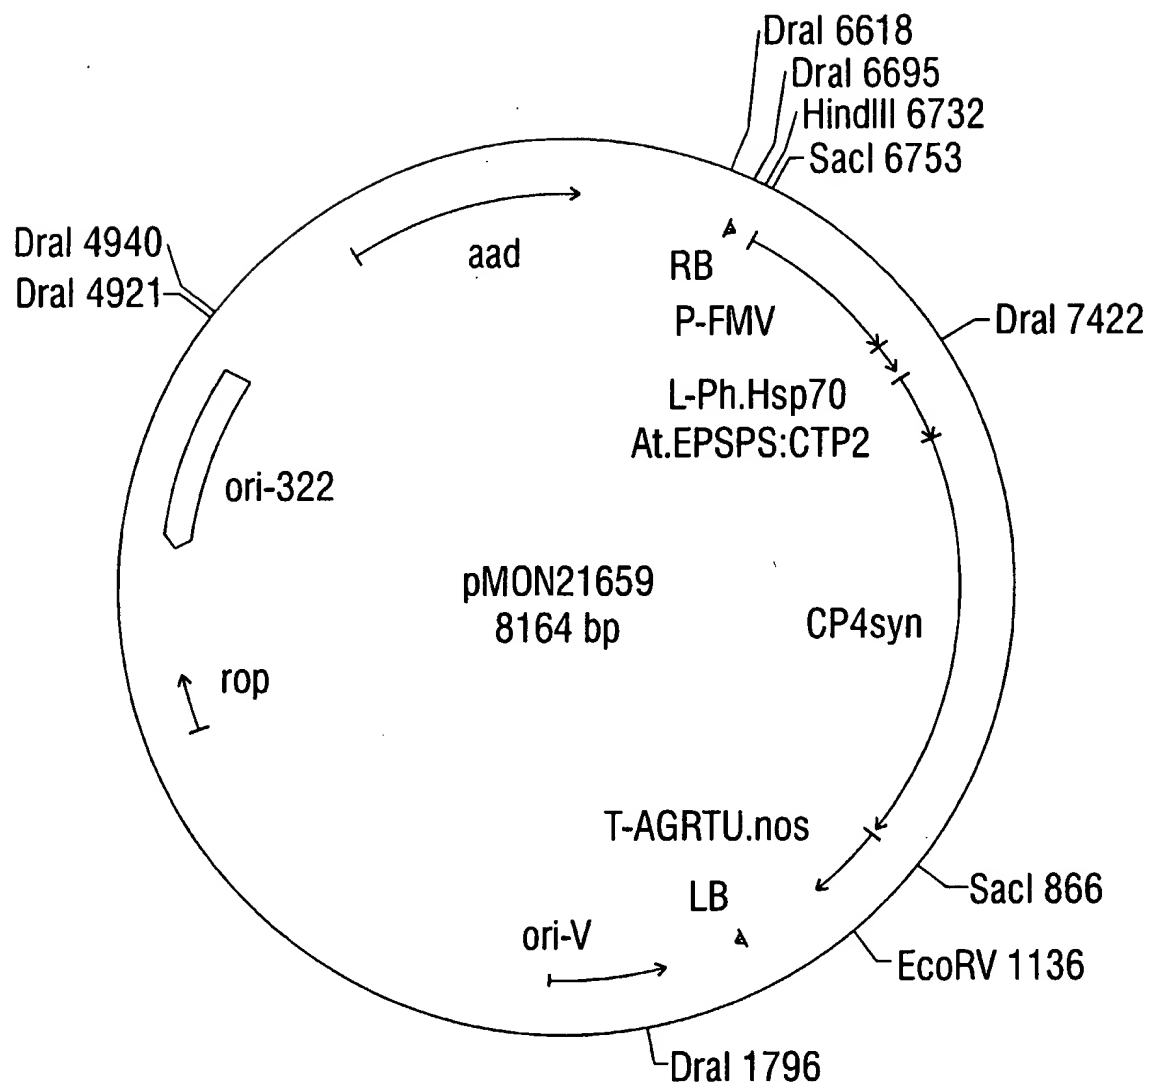 DraI 6618
DraI 6695
HindIII 6732
SacI 6753
DraI 4940
DraI 4921
aad
RB
P-FMV
DraI 7422
L-Ph.Hsp70
At.EPSPS:CTP2
ori-322
pMON21659
8164 bp
CP4syn
rop
T-AGRTU.nos
LB
SacI 866
ori-V
EcoRV 1136
DraI 1796